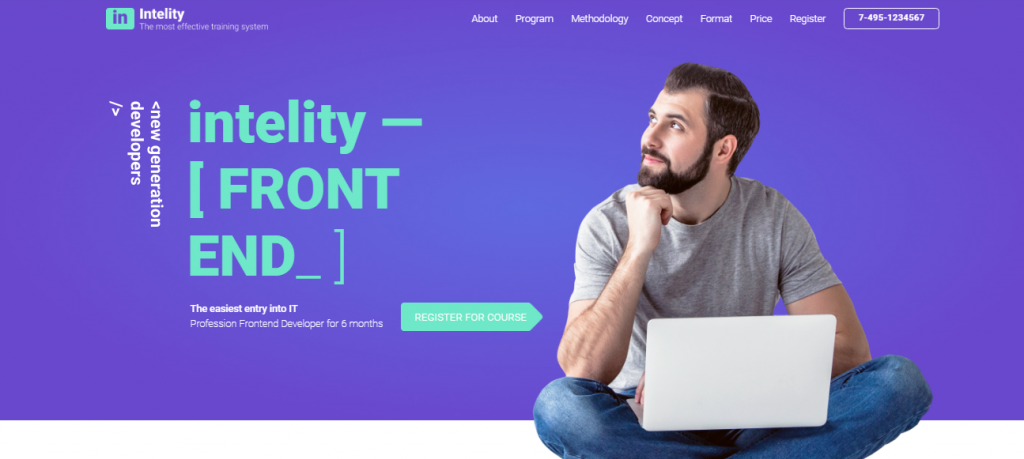 in
Intelity
The most effective training system
About Program Methodology Concept Format Price Register 7-495-1234567
<new generation
developers
/>
intelity —
[ FRONT
END_ ]
The easiest entry into IT
Profession Frontend Developer for 6 months
REGISTER FOR COURSE